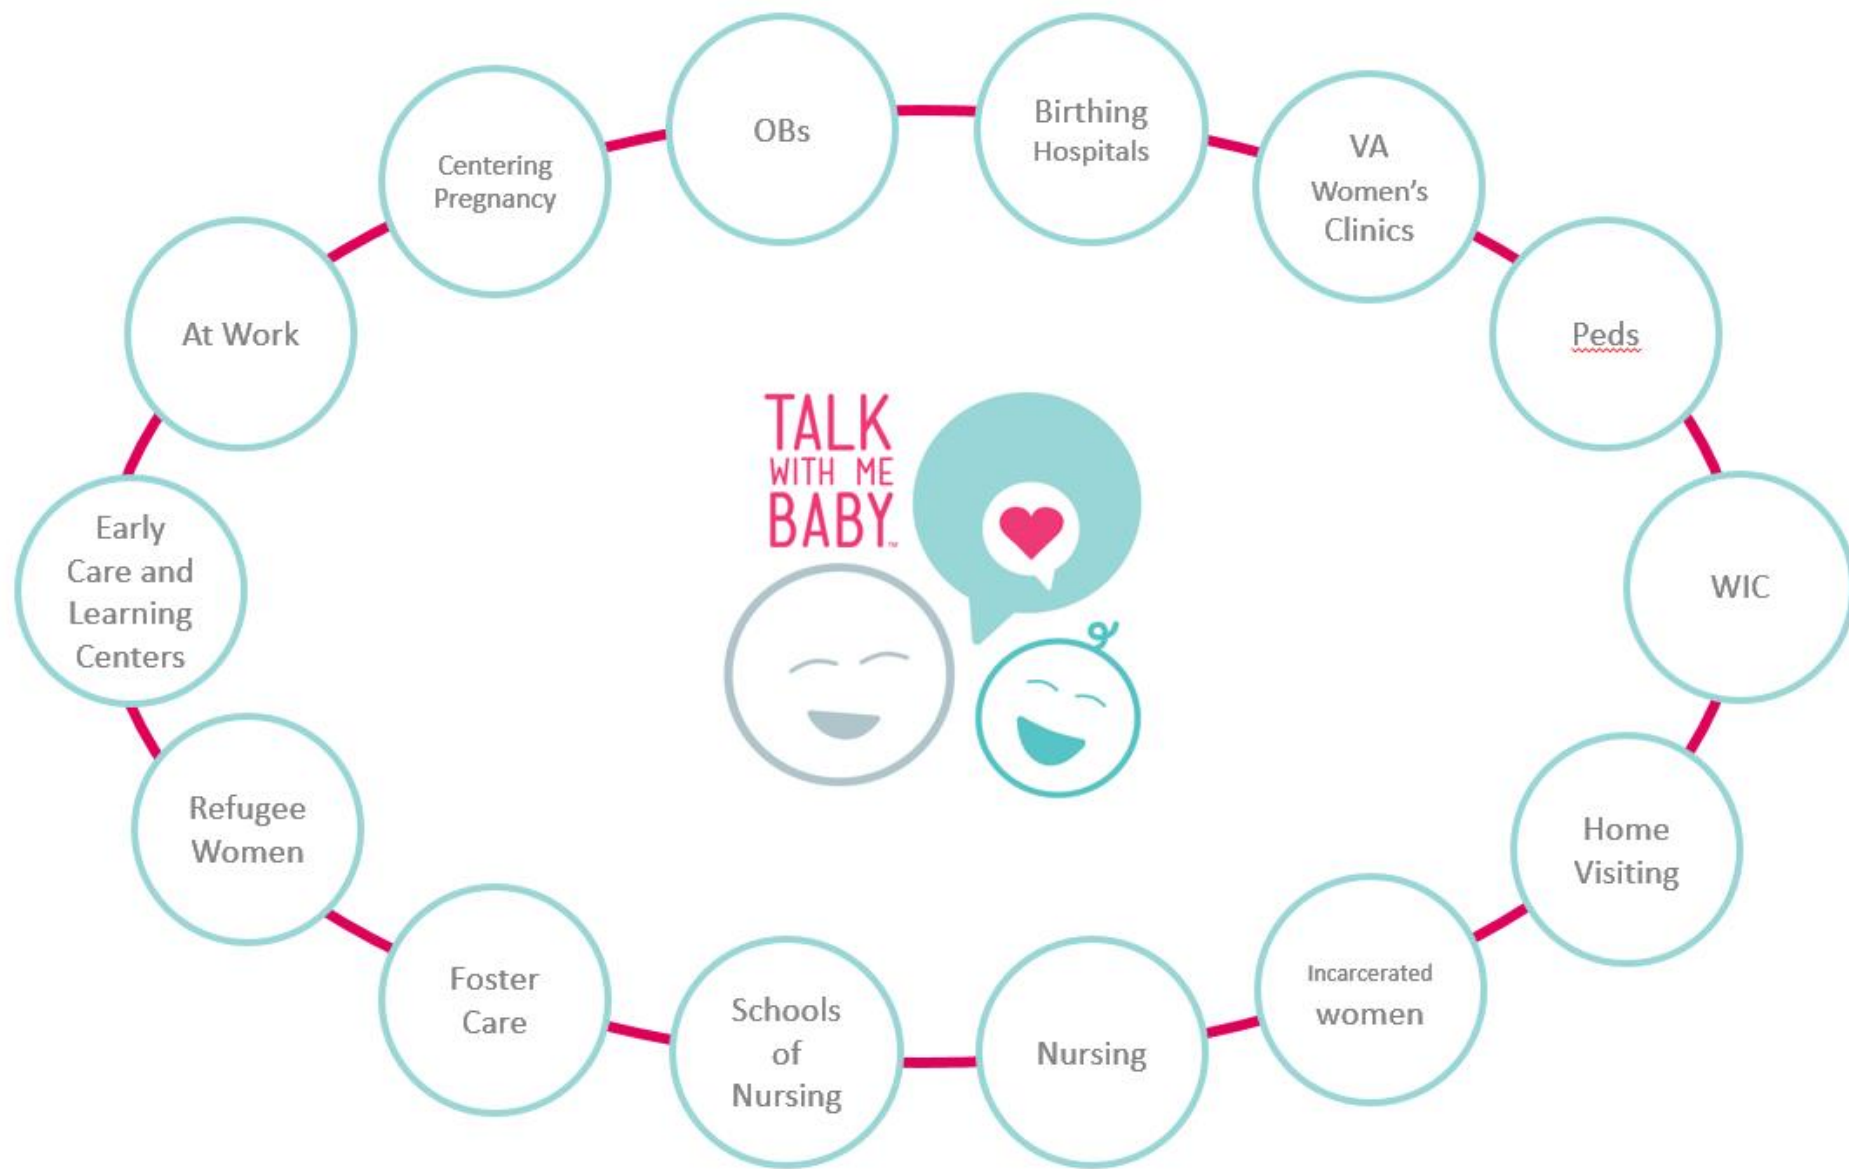 OBs
Birthing
Hospitals
VA
Women's
Clinics
Peds
WIC
Home
Visiting
Incarcerated
women
Nursing
Schools
of
Nursing
Foster
Care
Refugee
Women
Early
Care and
Learning
Centers
At Work
Centering
Pregnancy
TALK
WITH ME
BABY™